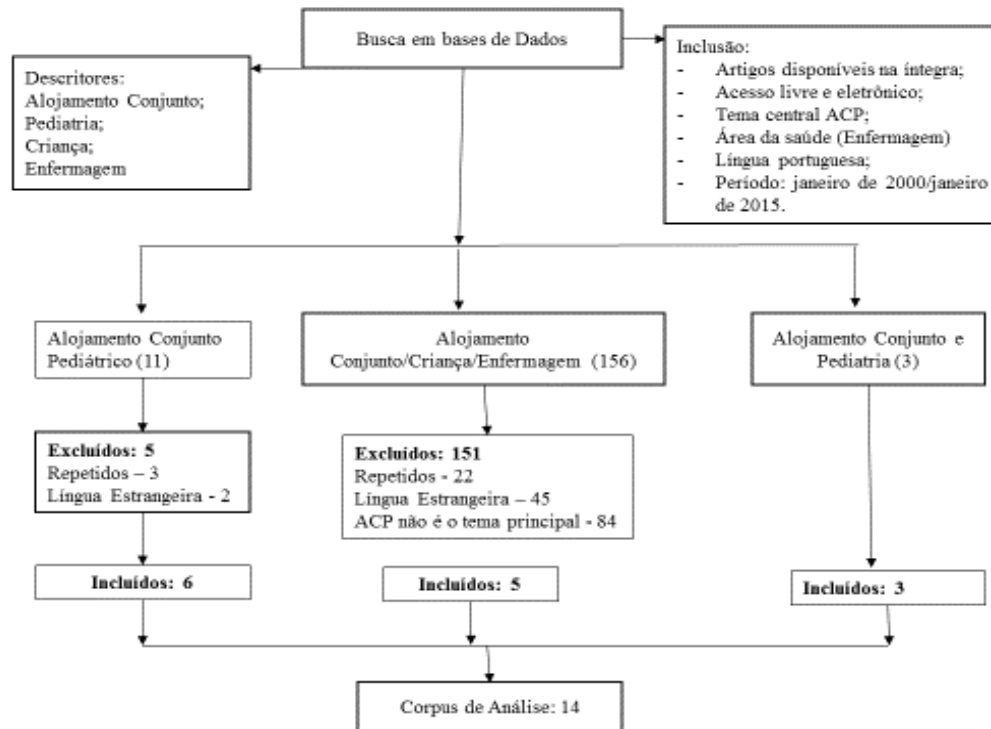 Busca em bases de Dados
Descritores:
Alojamento Conjunto;
Pediatria;
Criança;
Enfermagem
Inclusão:
- Artigos disponíveis na íntegra;
- Acesso livre e eletrônico;
- Tema central ACP;
- Área da saúde (Enfermagem)
- Língua portuguesa;
- Período: janeiro de 2000/janeiro
de 2015.
Alojamento Conjunto
Pediátrico (11)
Alojamento
Conjunto/Criança/Enfermagem (156)
Alojamento Conjunto e
Pediatria (3)
Excluídos: 5
Repetidos – 3
Língua Estrangeira - 2
Excluídos: 151
Repetidos - 22
Língua Estrangeira – 45
ACP não é o tema principal - 84
Incluídos: 6
Incluídos: 5
Incluídos: 3
Corpus de Análise: 14